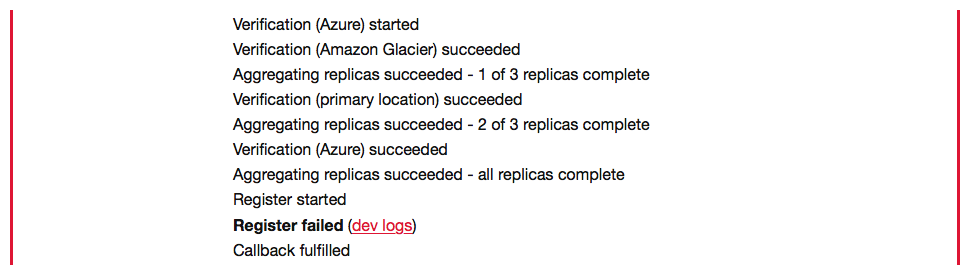 Verification (Azure) started
Verification (Amazon Glacier) succeeded
Aggregating replicas succeeded - 1 of 3 replicas complete
Verification (primary location) succeeded
Aggregating replicas succeeded - 2 of 3 replicas complete
Verification (Azure) succeeded
Aggregating replicas succeeded - all replicas complete
Register started
Register failed (dev logs)
Callback fulfilled